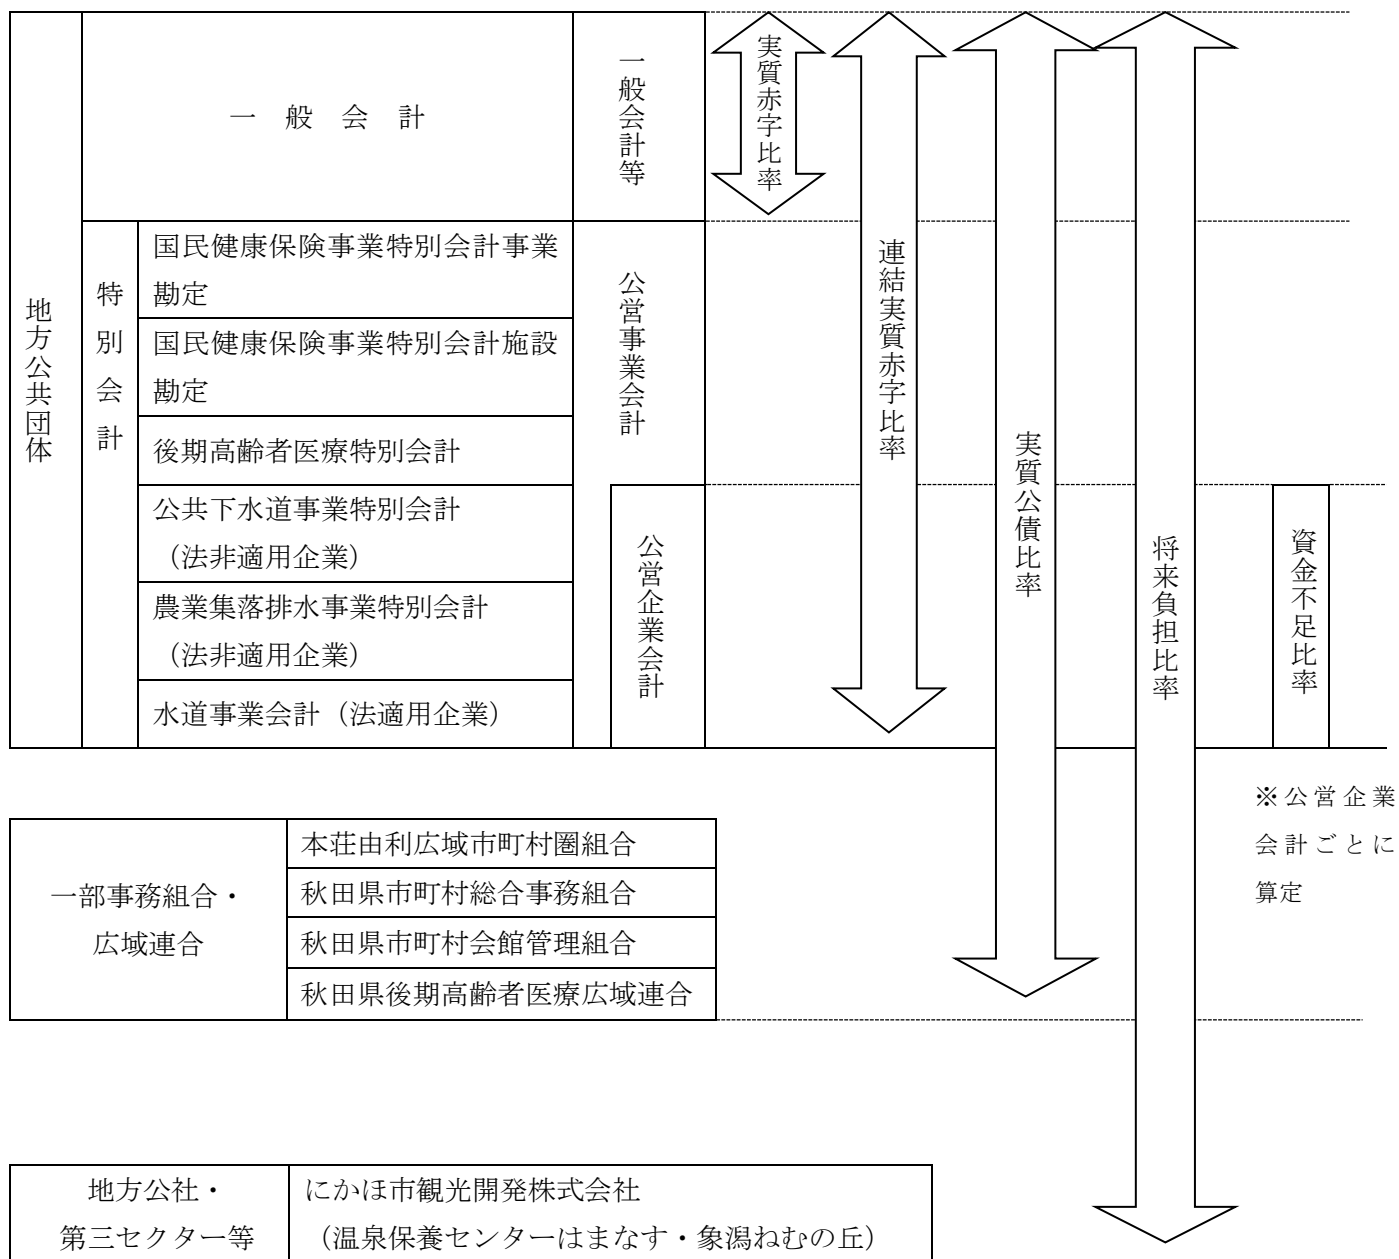 地方公共団体
一般会計
一般会計等
実質赤字比率
連結実質赤字比率
実質公債比率
将来負担比率
特別会計
国民健康保険事業特別会計事業
勘定
国民健康保険事業特別会計施設
勘定
後期高齢者医療特別会計
公営事業会計
公共下水道事業特別会計
（法非適用企業）
農業集落排水事業特別会計
（法非適用企業）
水道事業会計（法適用企業）
公営企業会計
資金不足比率
※公営企業
会計ごとに
算定
一部事務組合・
広域連合
本荘由利広域市町村圏組合
秋田県市町村総合事務組合
秋田県市町村会館管理組合
秋田県後期高齢者医療広域連合
地方公社・
第三セクター等
にかほ市観光開発株式会社
（温泉保養センターはまなす・象潟ねむの丘）